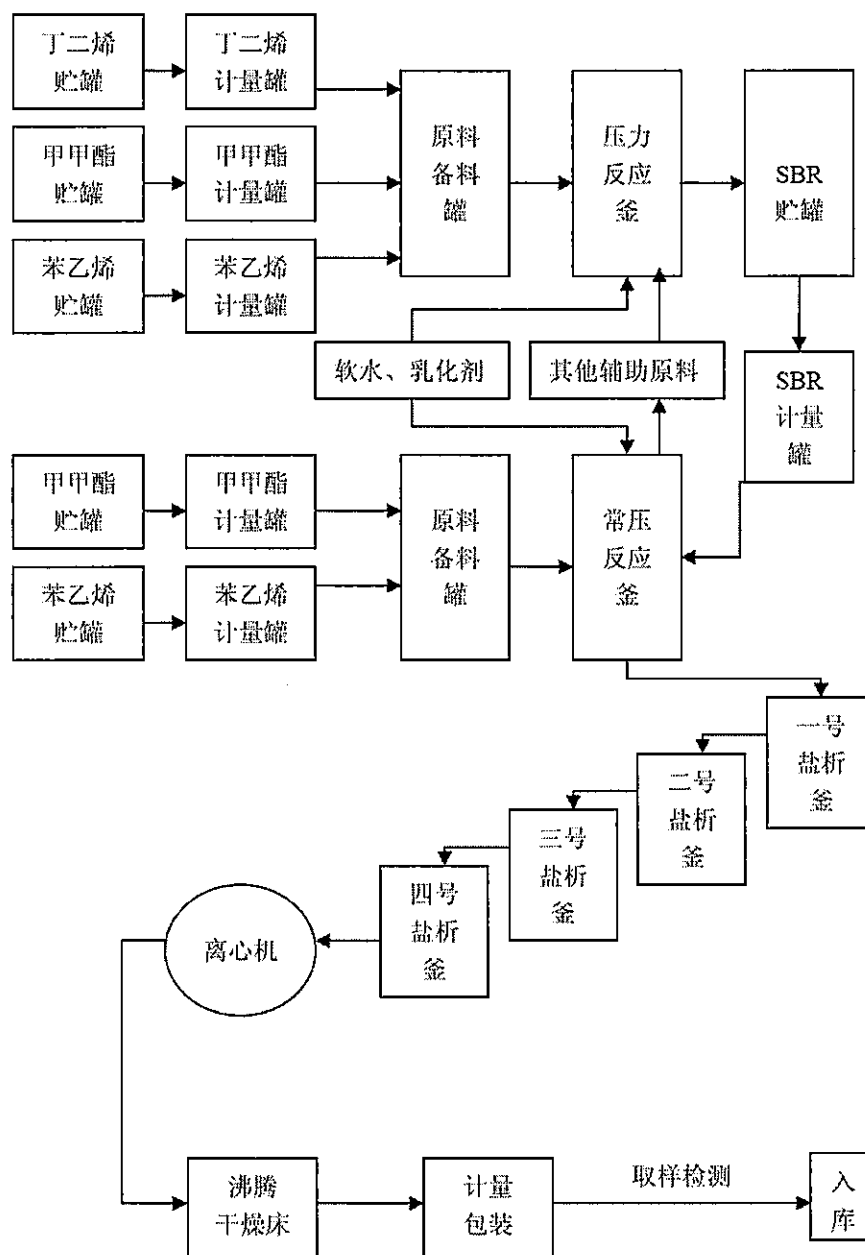 丁二烯
贮罐
丁二烯
计量罐
甲甲酯
贮罐
甲甲酯
计量罐
苯乙烯
贮罐
苯乙烯
计量罐
原料
备料
罐
压力
反应
釜
SBR
贮罐
软水、乳化剂
其他辅助原料
SBR
计量
罐
甲甲酯
贮罐
甲甲酯
计量罐
苯乙烯
贮罐
苯乙烯
计量罐
原料
备料
罐
常压
反应
釜
一号
盐析
釜
二号
盐析
釜
三号
盐析
釜
四号
盐析
釜
离心机
沸腾
干燥床
计量
包装
取样检测
入
库